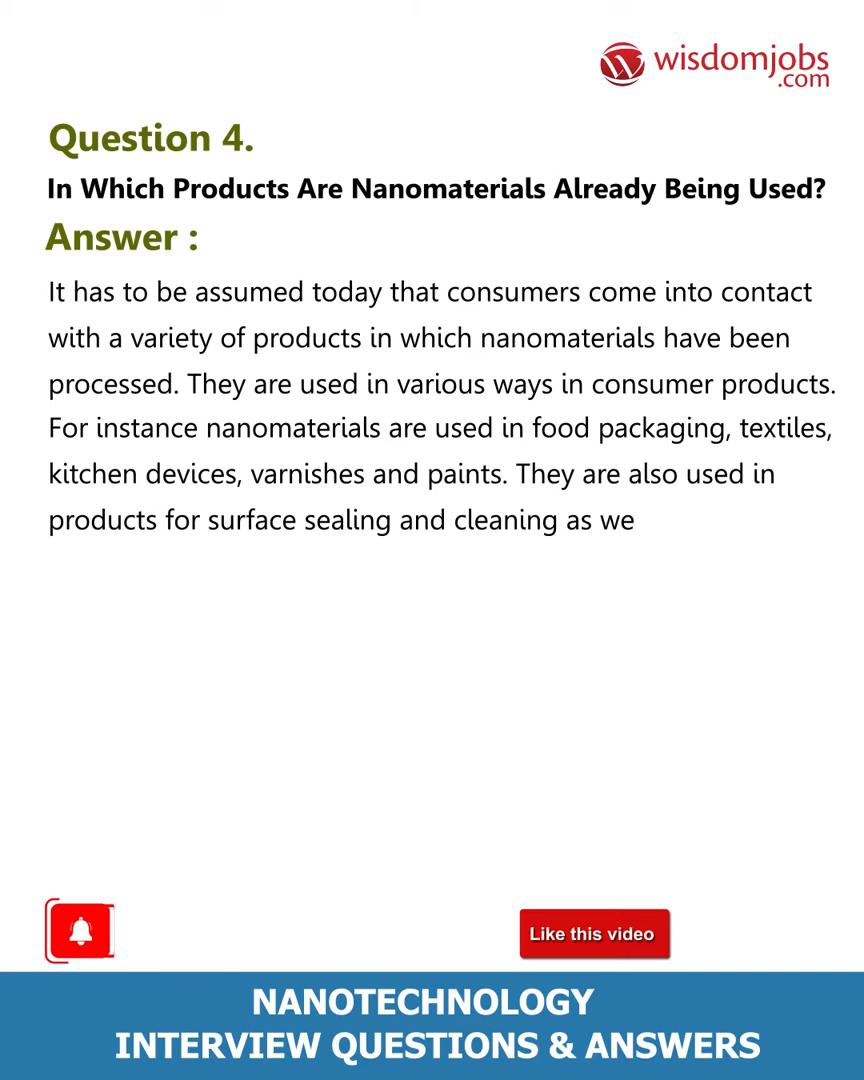 wisdomjobs
.com
Question 4.
In Which Products Are Nanomaterials Already Being Used?
Answer :
It has to be assumed today that consumers come into contact
with a variety of products in which nanomaterials have been
processed. They are used in various ways in consumer products.
For instance nanomaterials are used in food packaging, textiles,
kitchen devices, varnishes and paints. They are also used in
products for surface sealing and cleaning as we
Like this video
NANOTECHNOLOGY
INTERVIEW QUESTIONS & ANSWERS